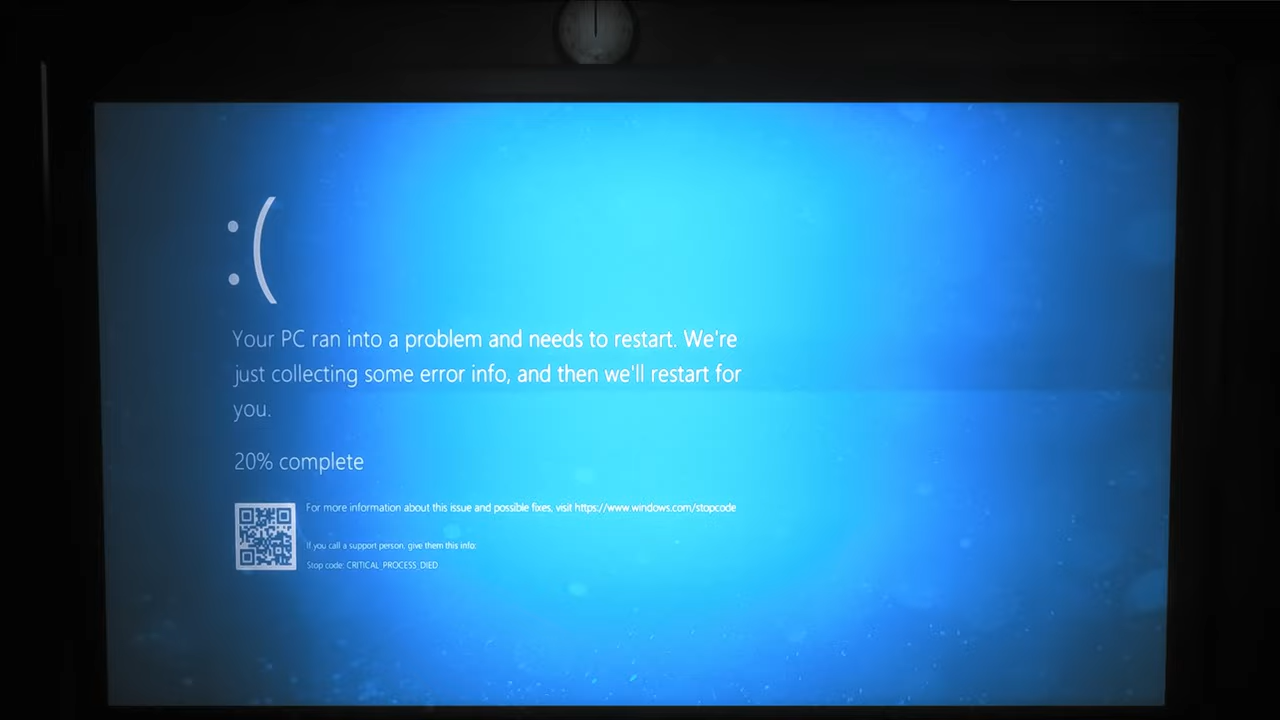 :(
Your PC ran into a problem and needs to restart. We're
just collecting some error info, and then we'll restart for
you.
20% complete
For more information about this issue and possible fixes, visit https://www.windows.com/stopcode
If you call a support person, give them this info:
Stop code: CRITICAL_PROCESS_DIED